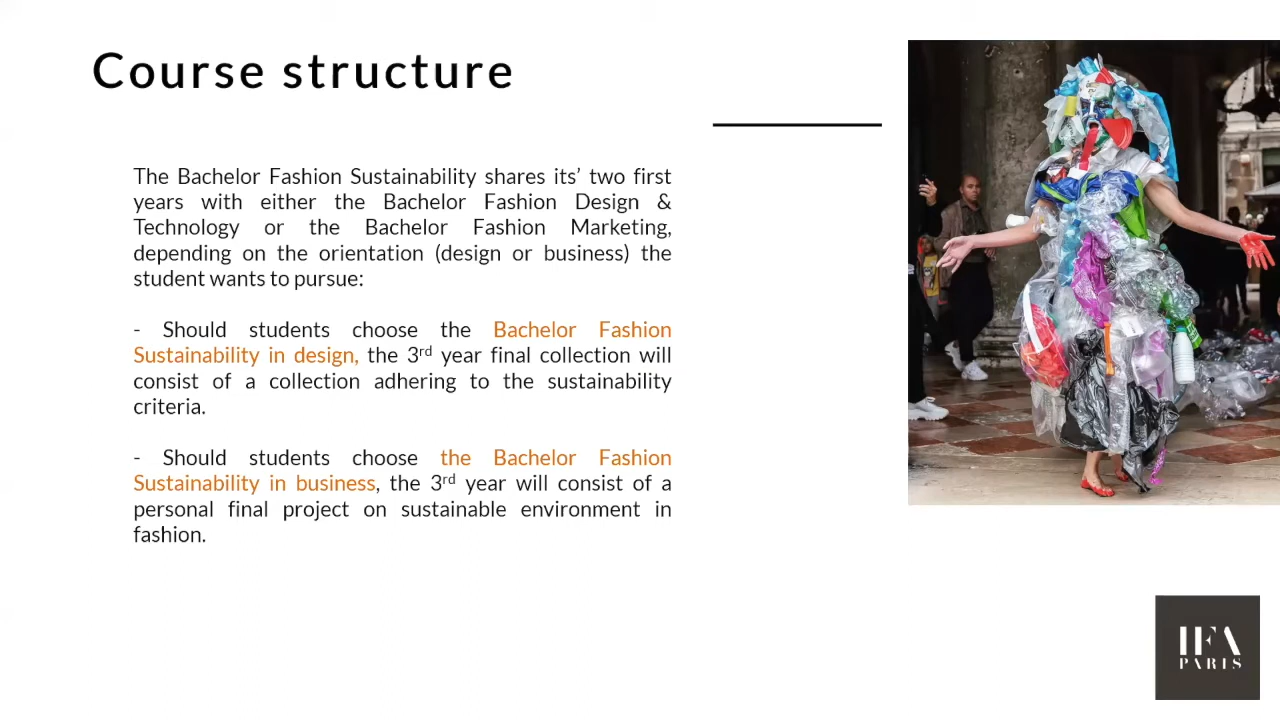 Course structure
The Bachelor Fashion Sustainability shares its’ two first
years with either the Bachelor Fashion Design &
Technology or the Bachelor Fashion Marketing,
depending on the orientation (design or business) the
student wants to pursue:
- Should students choose the Bachelor Fashion
Sustainability in design, the 3rd year final collection will
consist of a collection adhering to the sustainability
criteria.
- Should students choose the Bachelor Fashion
Sustainability in business, the 3rd year will consist of a
personal final project on sustainable environment in
fashion.
IFA
PARIS